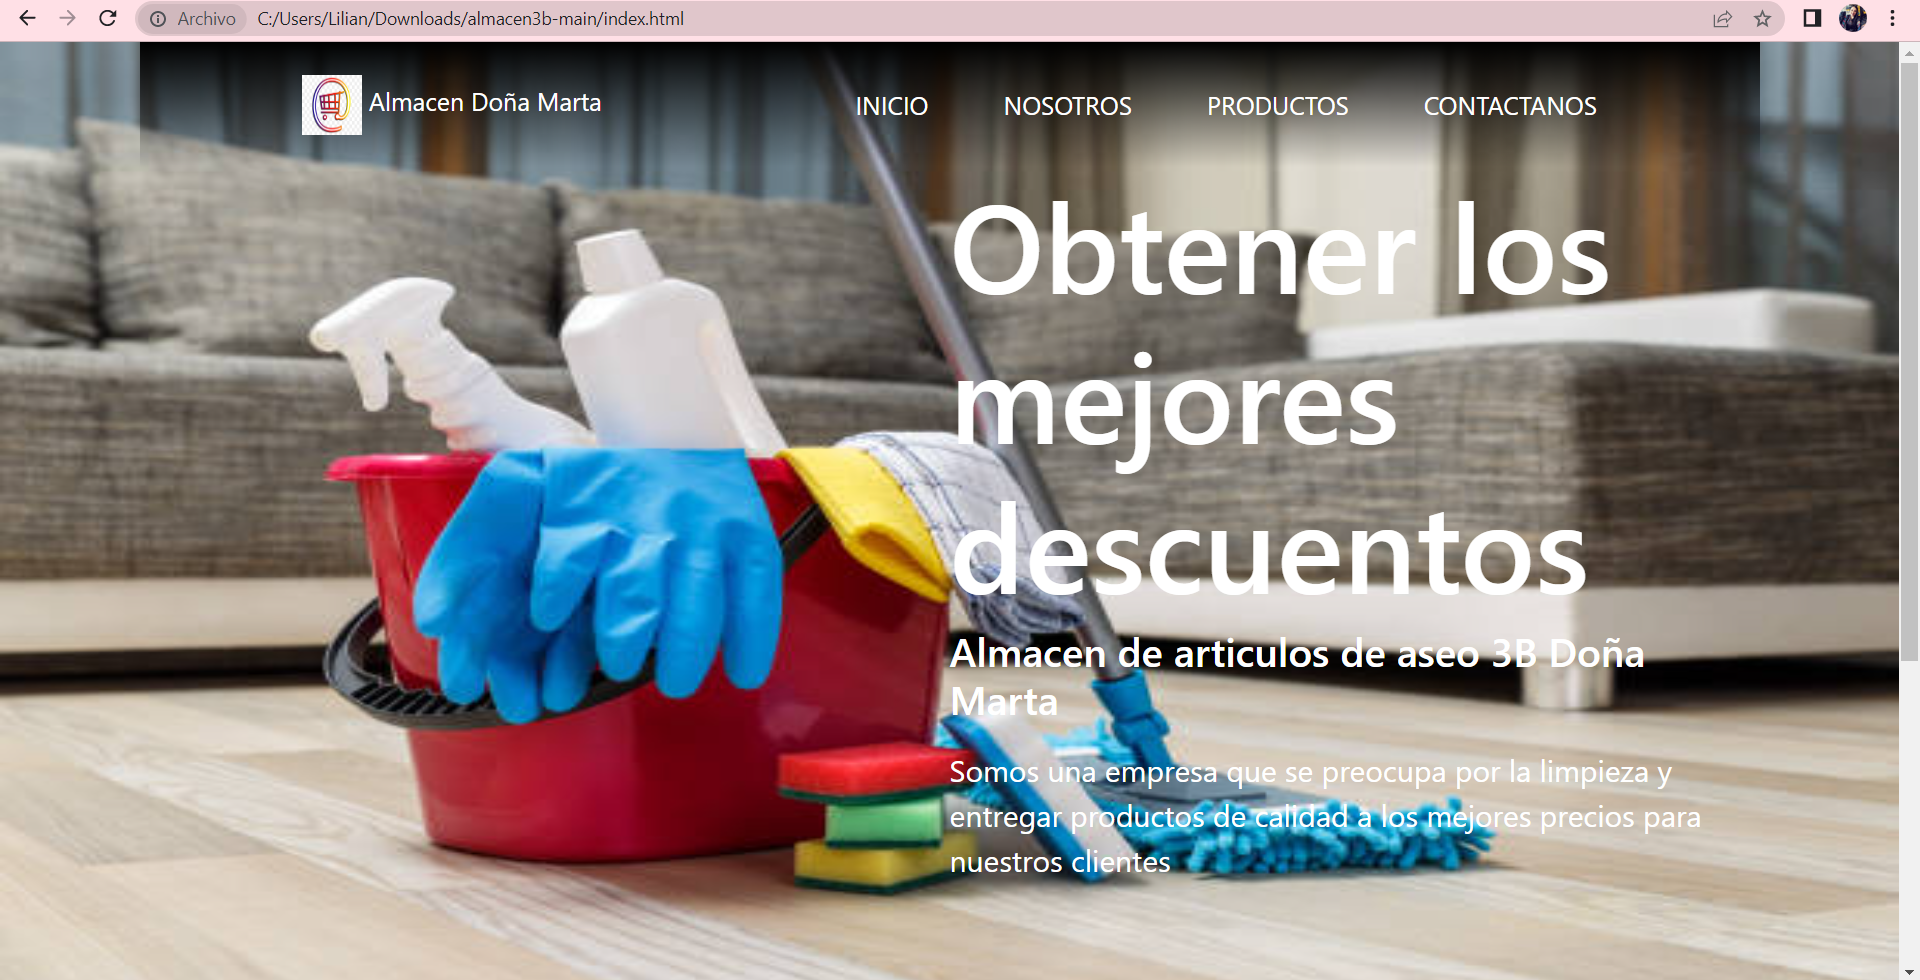 Archivo C:/Users/Lilian/Downloads/almacen3b-main/index.html
Almacen Doña Marta INICIO NOSOTROS PRODUCTOS CONTACTANOS
Obtener los
mejores
descuentos
Almacen de articulos de aseo 3B Doña
Marta
Somos una empresa que se preocupa por la limpieza y
entregar productos de calidad a los mejores precios para
nuestros clientes